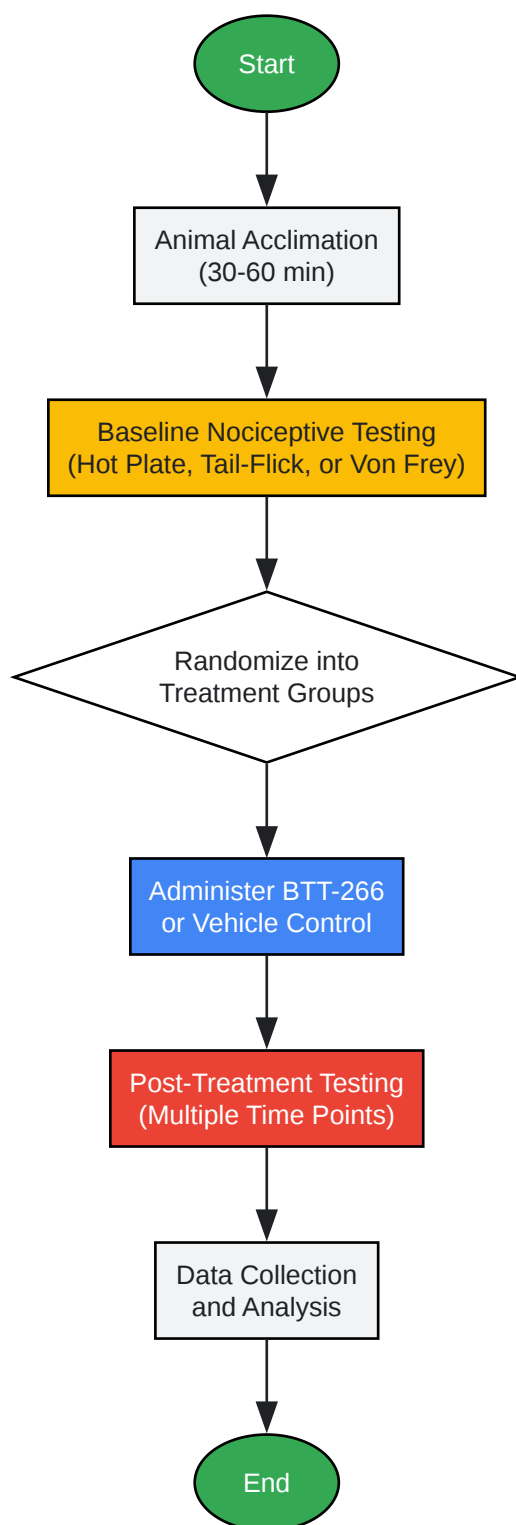 Start
Animal Acclimation
(30-60 min)
Baseline Nociceptive Testing
(Hot Plate, Tail-Flick, or Von Frey)
Randomize into
Treatment Groups
Administer BTT-266
or Vehicle Control
Post-Treatment Testing
(Multiple Time Points)
Data Collection
and Analysis
End